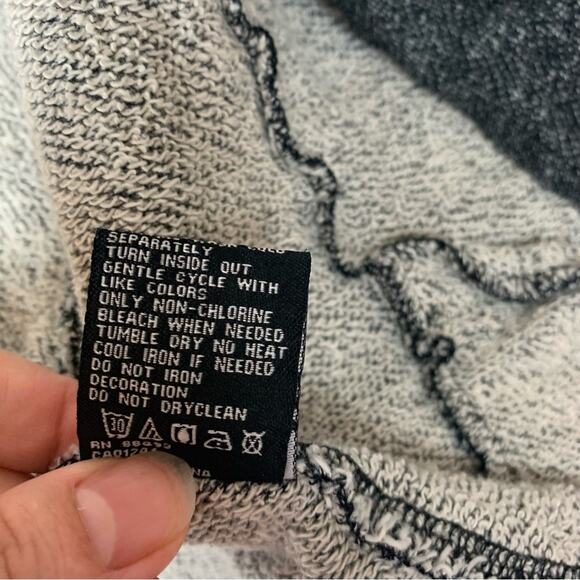 SEPARATELY
TURN INSIDE OUT
GENTLE CYCLE WITH
LIKE COLORS
ONLY NON-CHLORINE
BLEACH WHEN NEEDED
TUMBLE DRY NO HEAT
COOL IRON IF NEEDED
DO NOT IRON
DECORATION
DO NOT DRYCLEAN
30
RN